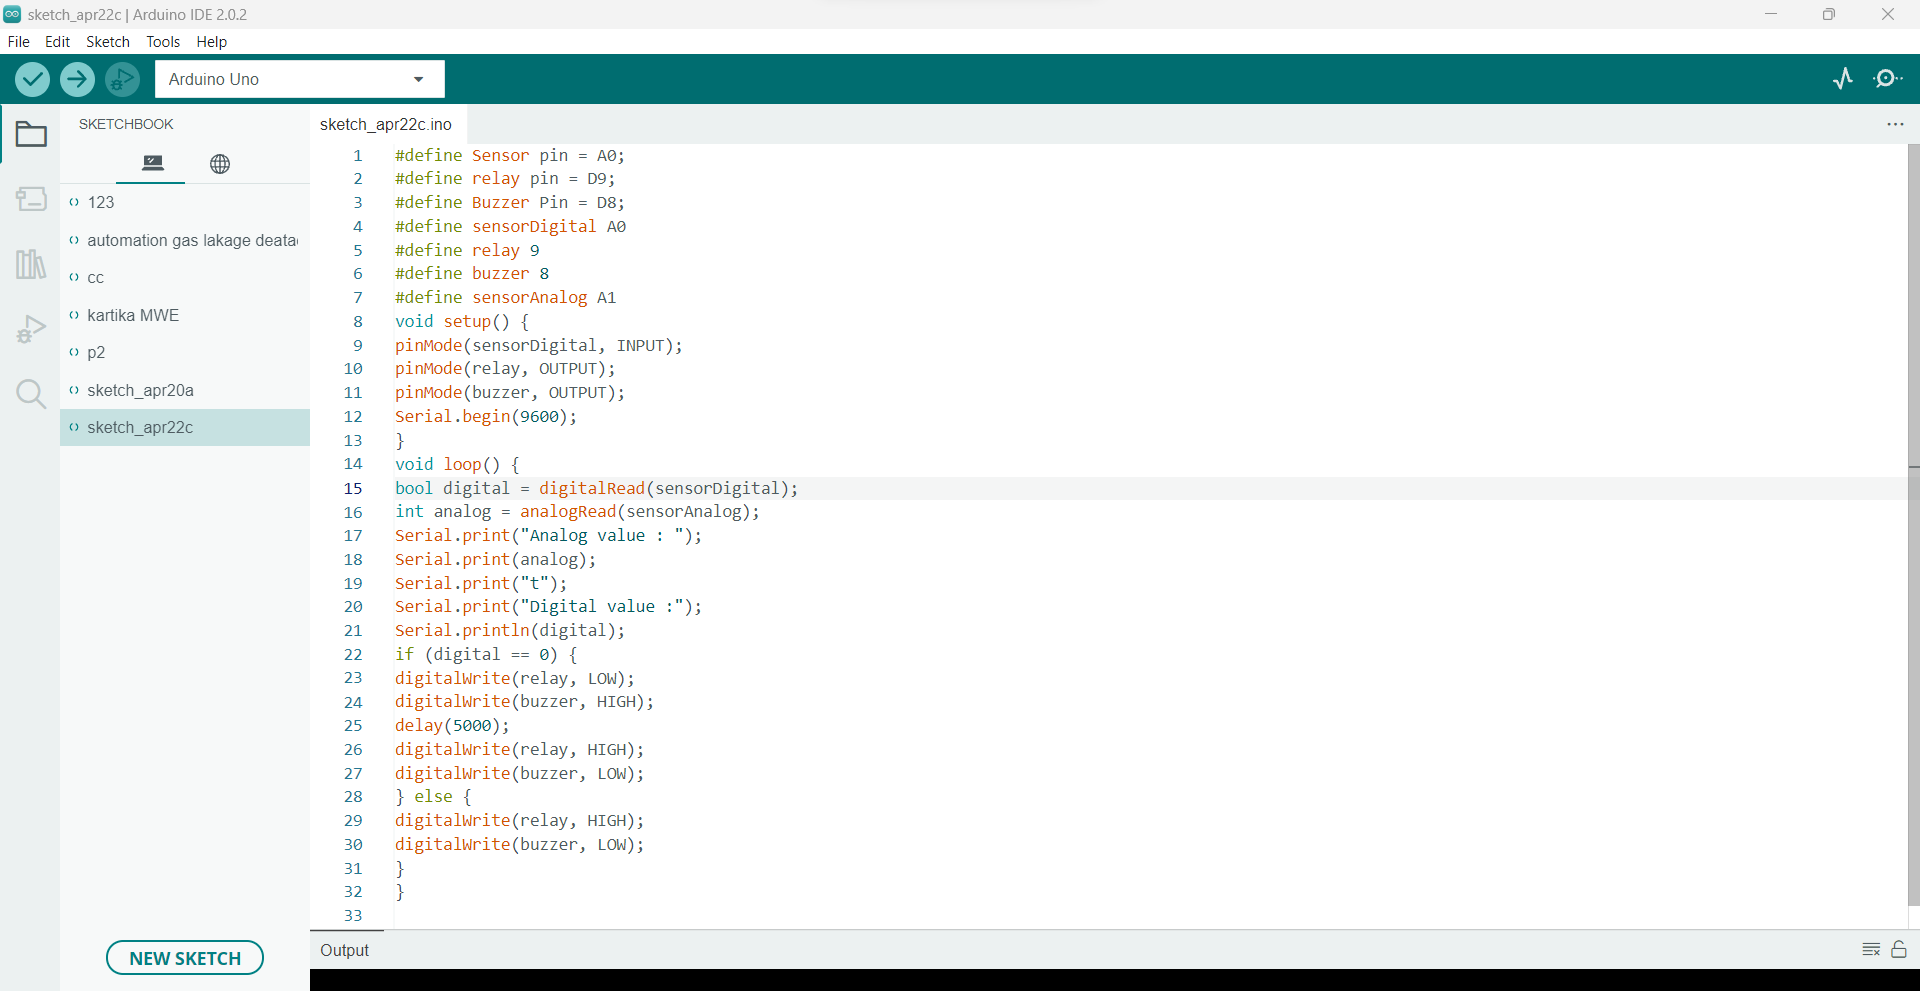 sketch_apr22c | Arduino IDE 2.0.2
File Edit Sketch Tools Help
Arduino Uno
SKETCHBOOK
123
automation gas lakage deata
cc
kartika MWE
p2
sketch_apr20a
sketch_apr22c
NEW SKETCH
sketch_apr22c.ino
1 #define Sensor pin = A0;
2 #define relay pin = D9;
3 #define Buzzer Pin = D8;
4 #define sensorDigital A0
5 #define relay 9
6 #define buzzer 8
7 #define sensorAnalog A1
8 void setup() {
9 pinMode(sensorDigital, INPUT);
10 pinMode(relay, OUTPUT);
11 pinMode(buzzer, OUTPUT);
12 Serial.begin(9600);
13 }
14 void loop() {
15 bool digital = digitalRead(sensorDigital);
16 int analog = analogRead(sensorAnalog);
17 Serial.print("Analog value : ");
18 Serial.print(analog);
19 Serial.print("t");
20 Serial.print("Digital value :");
21 Serial.println(digital);
22 if (digital == 0) {
23 digitalWrite(relay, LOW);
24 digitalWrite(buzzer, HIGH);
25 delay(5000);
26 digitalWrite(relay, HIGH);
27 digitalWrite(buzzer, LOW);
28 } else {
29 digitalWrite(relay, HIGH);
30 digitalWrite(buzzer, LOW);
31 }
32 }
33
Output